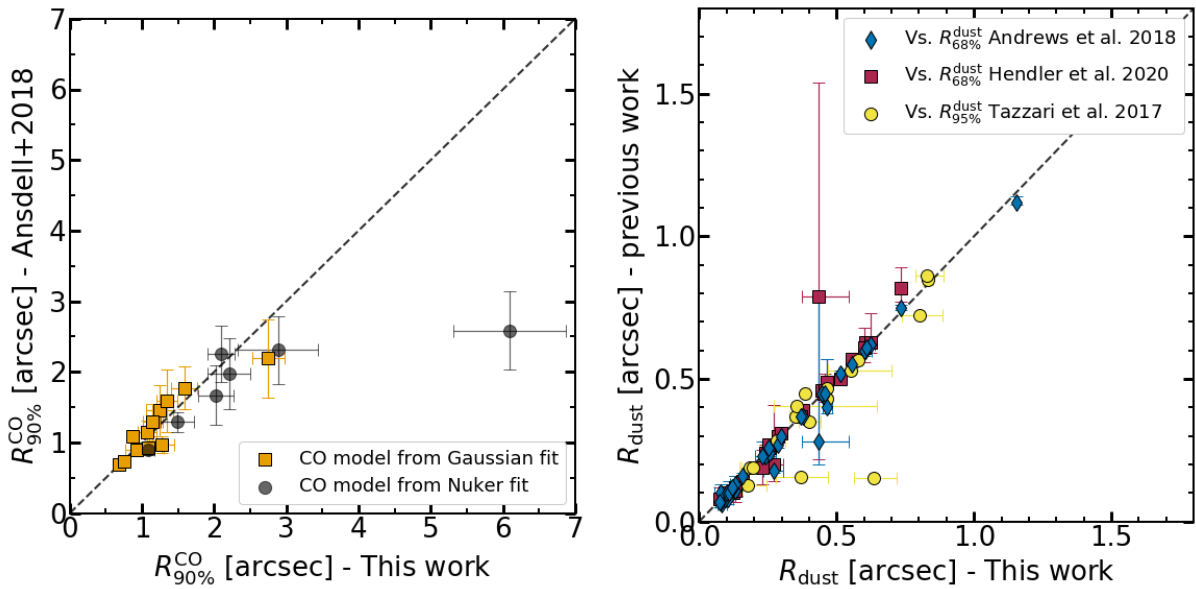 7
6
5
4
3
2
1
0
0 1 2 3 4 5 6 7
R^CO_90% [arcsec] - Ansdell+2018
R^CO_90% [arcsec] - This work
CO model from Gaussian fit
CO model from Nuker fit
1.5
1.0
0.5
0.0
0.0 0.5 1.0 1.5
R_dust [arcsec] - previous work
R_dust [arcsec] - This work
Vs. R^dust_68% Andrews et al. 2018
Vs. R^dust_68% Hendler et al. 2020
Vs. R^dust_95% Tazzari et al. 2017